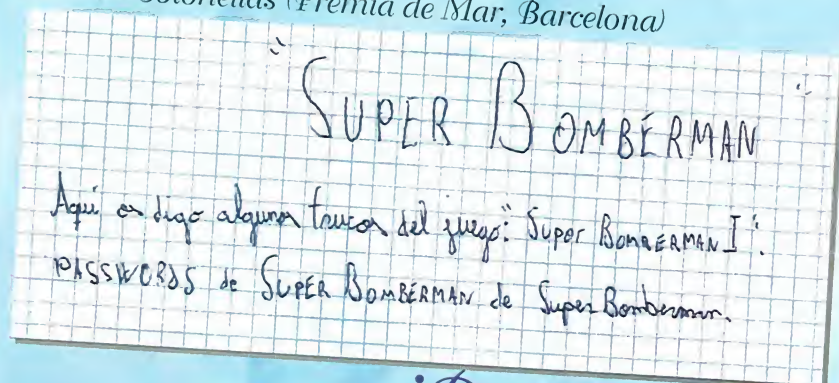 (Premià de Mar, Barcelona)
"SUPER BOMBERMAN"
Aquí os digo algunos trucos del juego: "Super BOMBERMAN I".
PASSWORDS de SUPER BOMBERMAN de Super Bomberman.